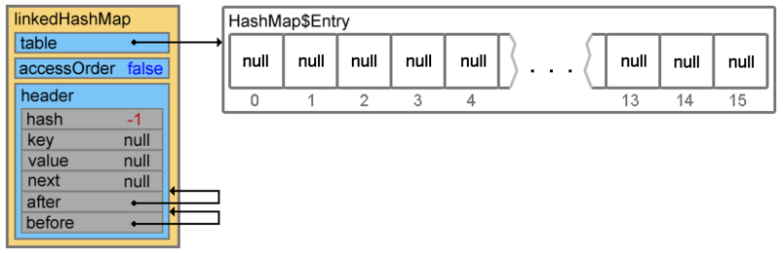 linkedHashMap
table
accessOrder false
header
hash -1
key null
value null
next null
after
before
HashMap$Entry
null null null null null . . . null null null
0 1 2 3 4 13 14 15